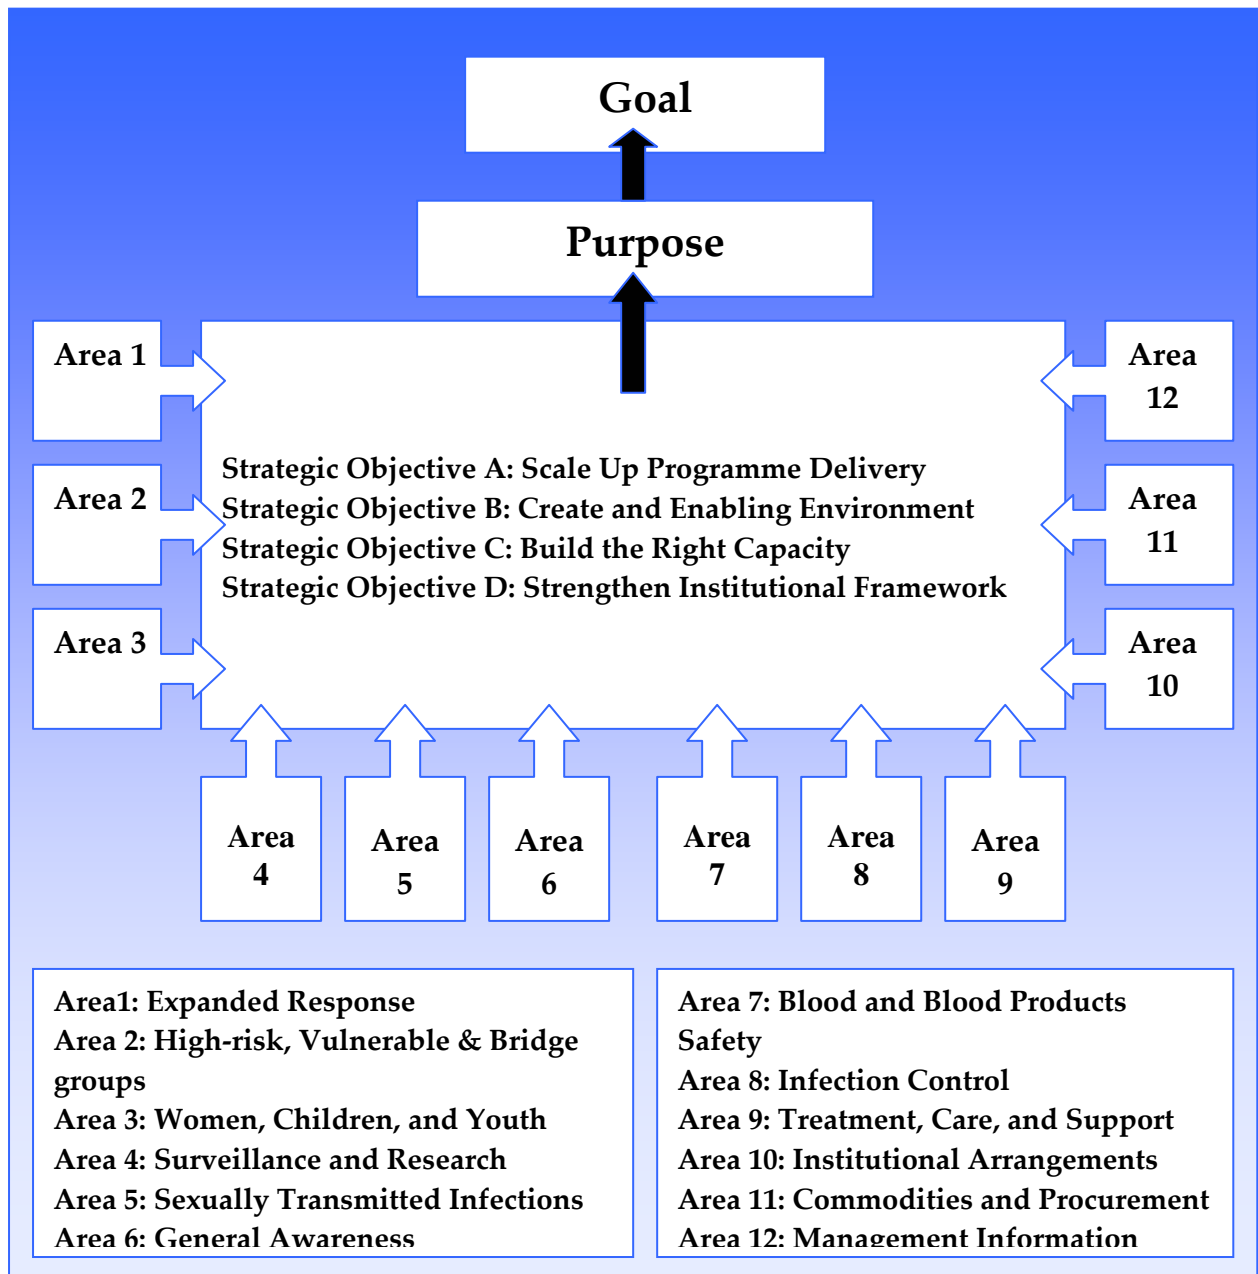 Goal
Purpose
Area 1
Area 2
Area 3
Strategic Objective A: Scale Up Programme Delivery
Strategic Objective B: Create and Enabling Environment
Strategic Objective C: Build the Right Capacity
Strategic Objective D: Strengthen Institutional Framework
Area
12
Area
11
Area
10
Area
4
Area
5
Area
6
Area
7
Area
8
Area
9
Area1: Expanded Response
Area 2: High-risk, Vulnerable & Bridge
groups
Area 3: Women, Children, and Youth
Area 4: Surveillance and Research
Area 5: Sexually Transmitted Infections
Area 6: General Awareness
Area 7: Blood and Blood Products
Safety
Area 8: Infection Control
Area 9: Treatment, Care, and Support
Area 10: Institutional Arrangements
Area 11: Commodities and Procurement
Area 12: Management Information